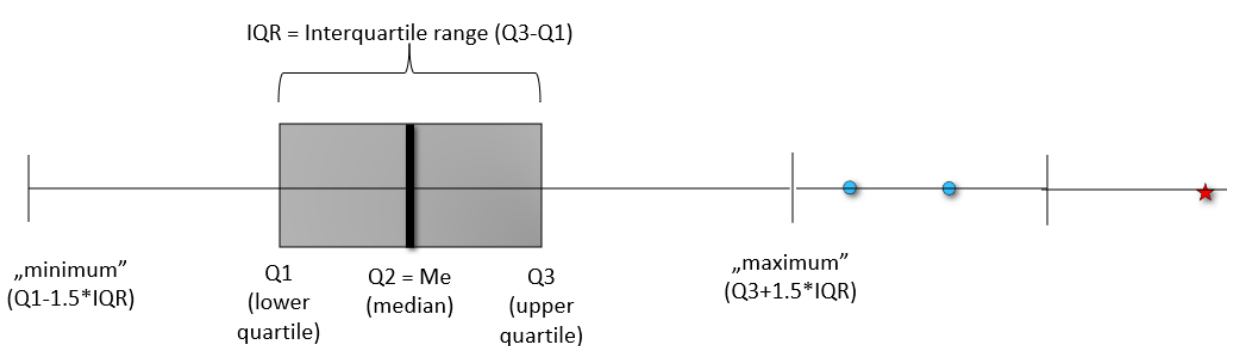 IQR = Interquartile range (Q3-Q1)
„minimum”
(Q1-1.5*IQR)
Q1
(lower
quartile)
Q2 = Me
(median)
Q3
(upper
quartile)
„maximum”
(Q3+1.5*IQR)